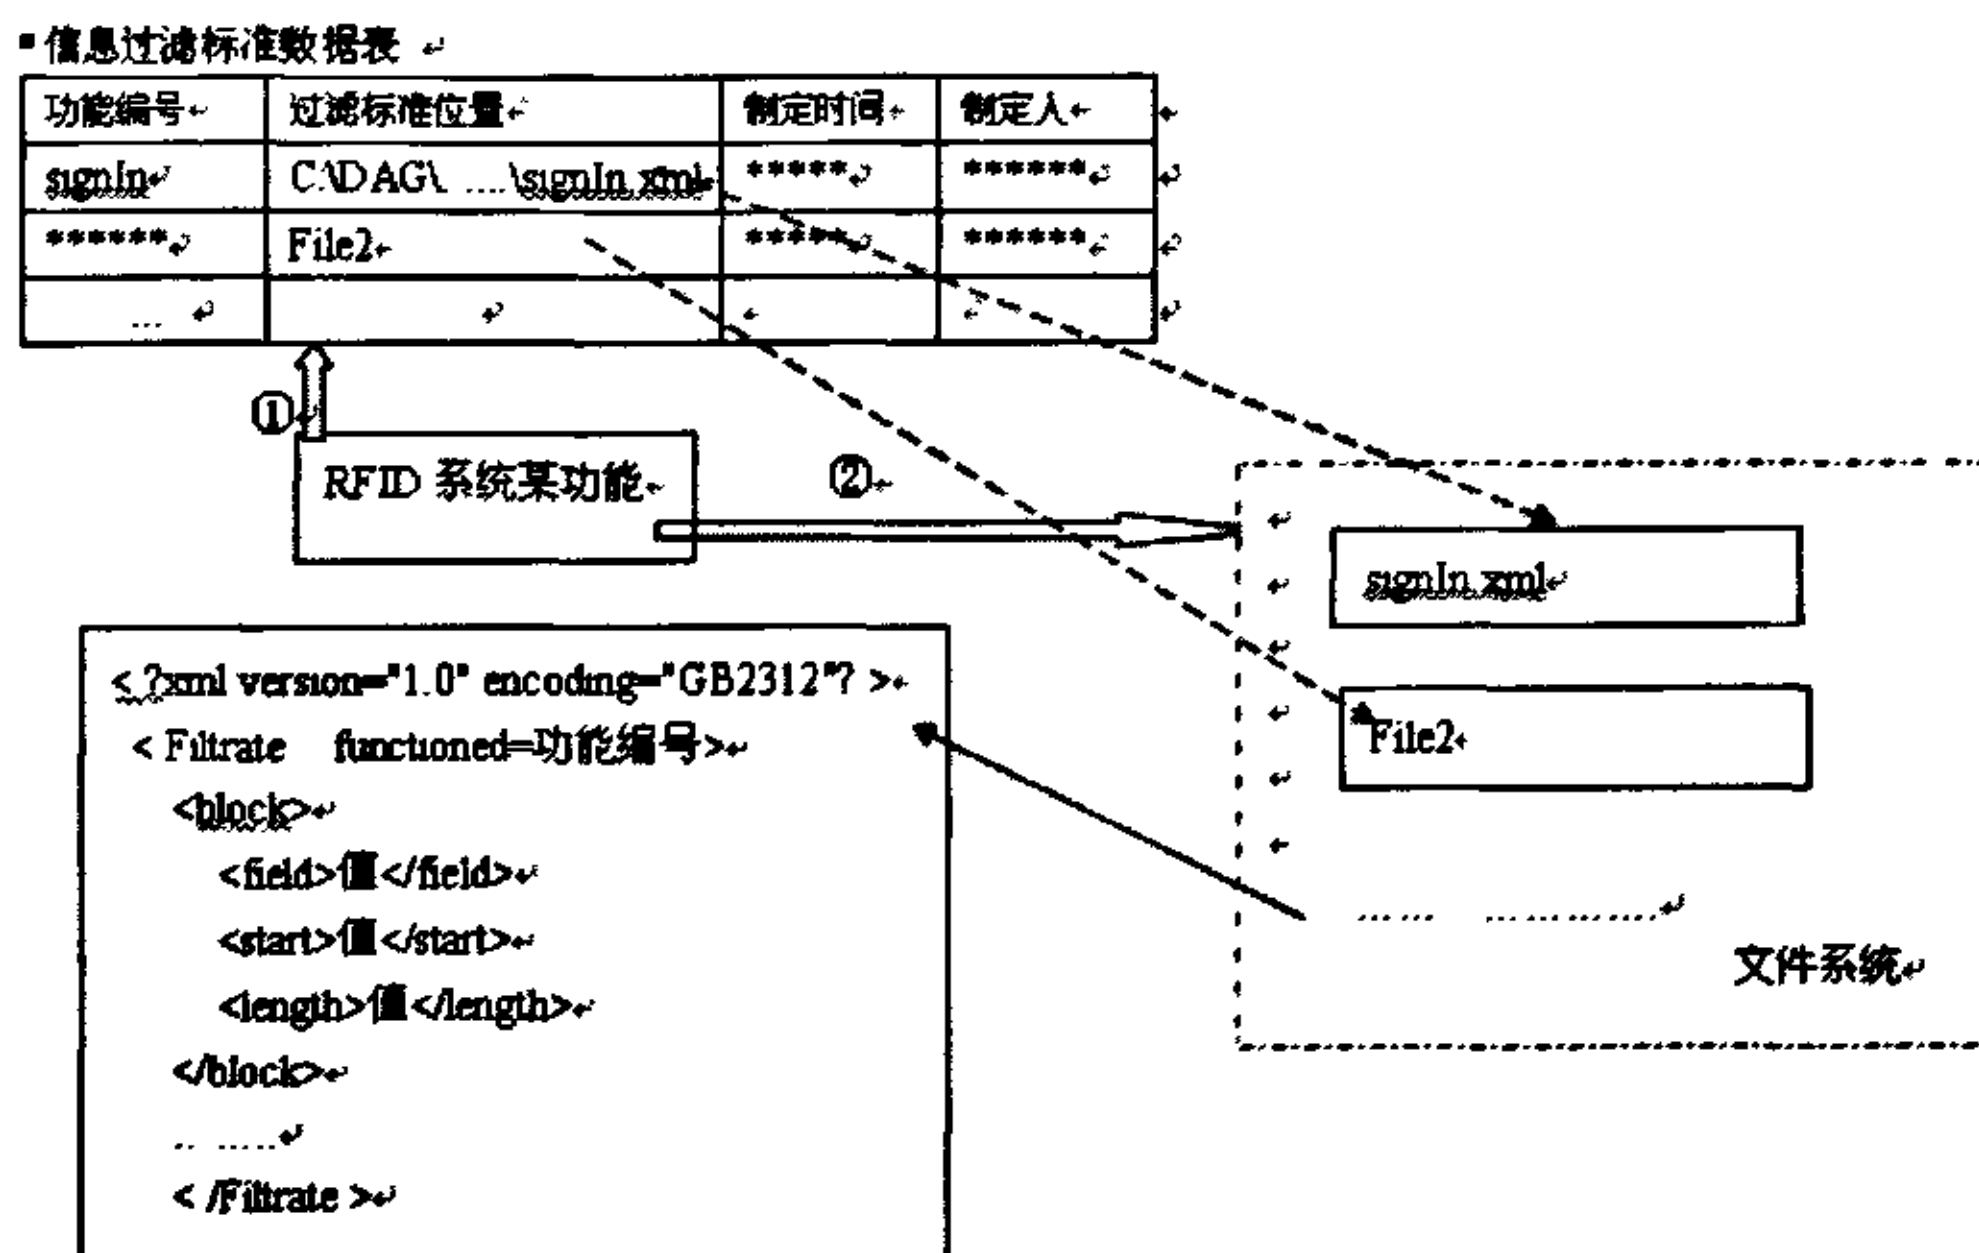 ▪ 信息过滤标准数据表
功能编号 过滤标准位置 制定时间 制定人
signIn C:\DAG\ ....\signIn.xml ***** ******
****** File2 ***** ******
...
①
RFID 系统某功能
②
signIn.xml
File2
...... ............
文件系统
< ?xml version="1.0" encoding="GB2312"? >
< Filtrate functioned=功能编号>
<block>
<field>值</field>
<start>值</start>
<length>值</length>
</block>
.. .....
< /Filtrate >